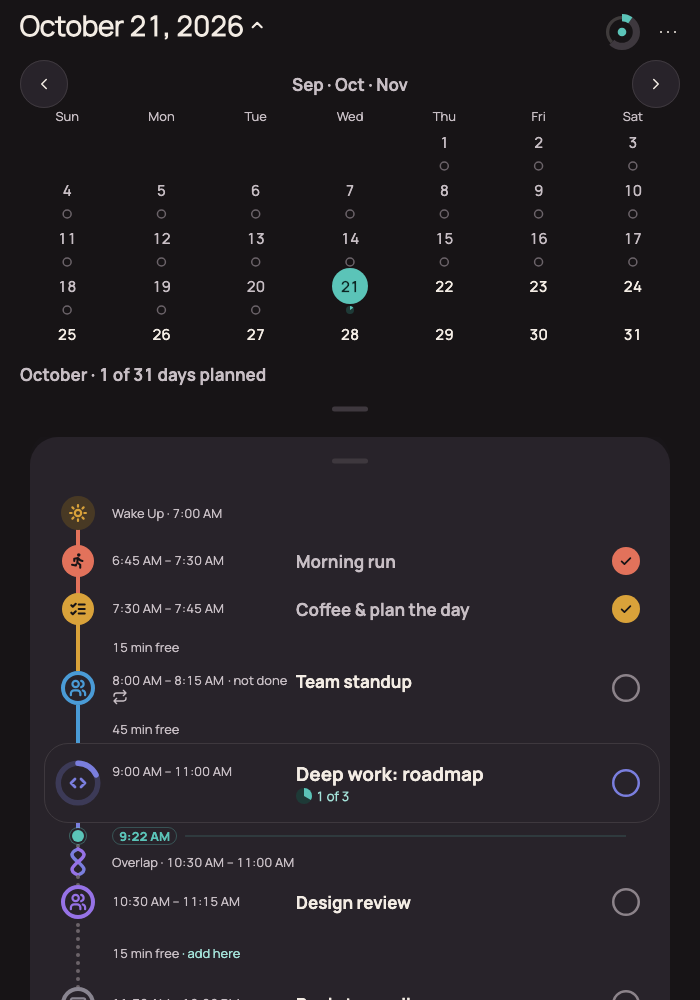 October 21, 2026
Sep · Oct · Nov
Sun Mon Tue Wed Thu Fri Sat
1 2 3
4 5 6 7 8 9 10
11 12 13 14 15 16 17
18 19 20 21 22 23 24
25 26 27 28 29 30 31
October · 1 of 31 days planned
Wake Up · 7:00 AM
6:45 AM – 7:30 AM Morning run
7:30 AM – 7:45 AM Coffee & plan the day
15 min free
8:00 AM – 8:15 AM · not done Team standup
45 min free
9:00 AM – 11:00 AM Deep work: roadmap
1 of 3
9:22 AM
Overlap · 10:30 AM – 11:00 AM
10:30 AM – 11:15 AM Design review
15 min free · add here